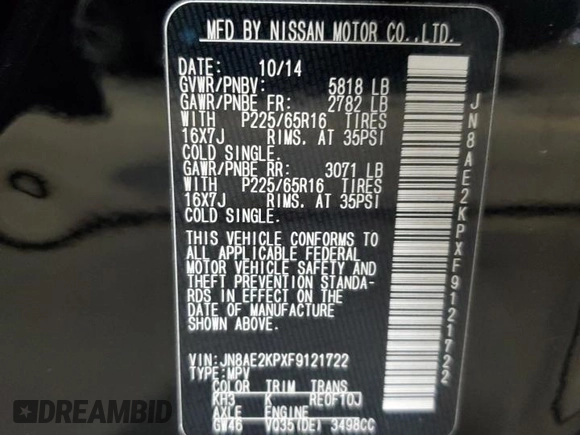 MFD BY NISSAN MOTOR CO.,LTD.
DATE: 10/14
GVWR/PNBV: 5818 LB
GAWR/PNBE FR: 2782 LB
WITH P225/65R16 TIRES
16X7J RIMS. AT 35PSI
COLD SINGLE.
GAWR/PNBE RR: 3071 LB
WITH P225/65R16 TIRES
16X7J RIMS. AT 35PSI
COLD SINGLE.
THIS VEHICLE CONFORMS TO
ALL APPLICABLE FEDERAL
MOTOR VEHICLE SAFETY AND
THEFT PREVENTION STANDA-
RDS IN EFFECT ON THE
DATE OF MANUFACTURE
SHOWN ABOVE.
VIN: JN8AE2KPXF9121722
TYPE: MPV
COLOR TRIM TRANS
KH3 K RE0F10J
AXLE ENGINE
GW46 VQ35(DE) 3498CC
JN8AE2KPXF9121722
DREAMBID